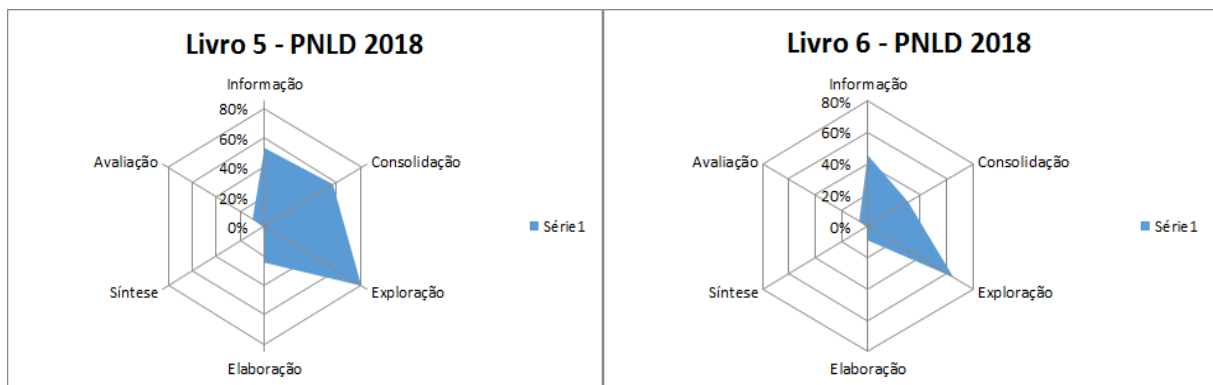 Livro 5 - PNLD 2018
Informação
80%
60%
Avaliação
Consolidação
40%
20%
0%
Série1
Síntese
Exploração
Elaboração
Livro 6 - PNLD 2018
Informação
80%
60%
Avaliação
Consolidação
40%
20%
0%
Série1
Síntese
Exploração
Elaboração